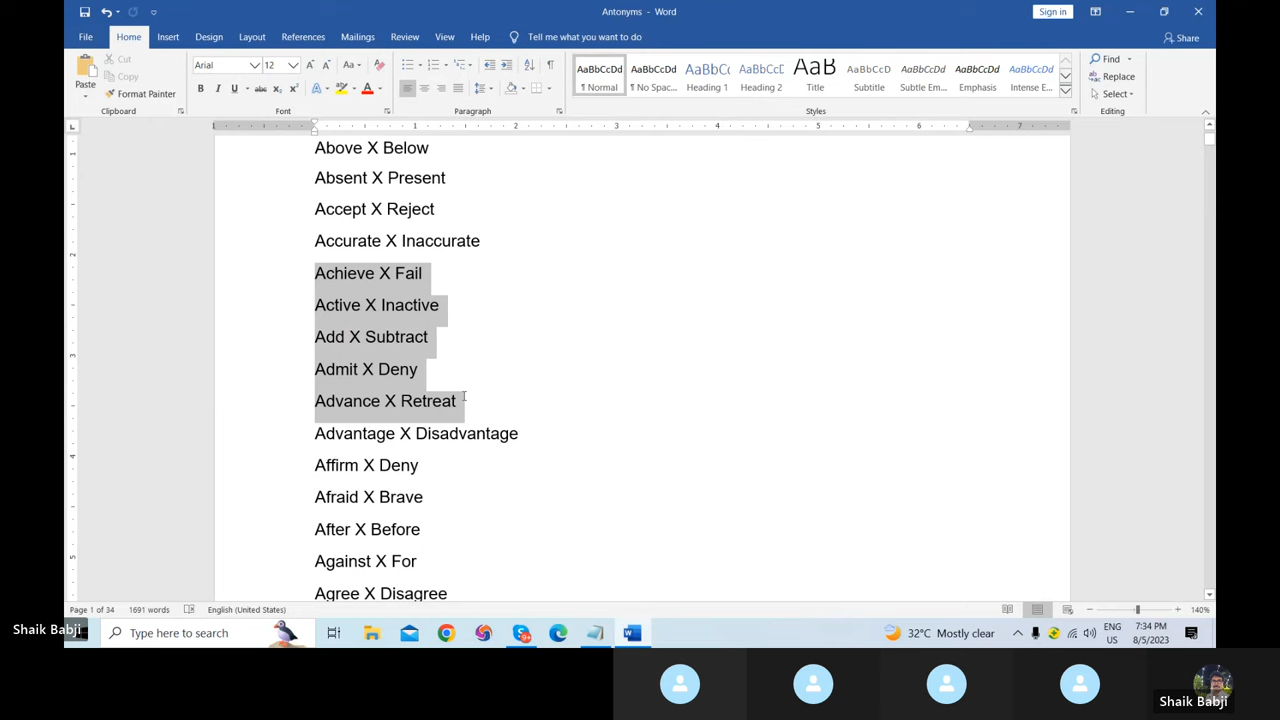 Antonyms - Word
Sign in
File Home Insert Design Layout References Mailings Review View Help Tell me what you want to do Share
Paste Cut Copy Format Painter
Clipboard
Arial 12
Font
Paragraph
AaBbCcDd ¶ Normal
AaBbCcDd ¶ No Spac...
AaBbCc Heading 1
AaBbCcD Heading 2
AaB Title
AaBbCcD Subtitle
AaBbCcDd Subtle Em...
AaBbCcDd Emphasis
AaBbCcDd Intense E...
Styles
Find Replace Select
Editing
Above X Below
Absent X Present
Accept X Reject
Accurate X Inaccurate
Achieve X Fail
Active X Inactive
Add X Subtract
Admit X Deny
Advance X Retreat
Advantage X Disadvantage
Affirm X Deny
Afraid X Brave
After X Before
Against X For
Agree X Disagree
Page 1 of 34 1691 words English (United States) 140%
Shaik Babji
Type here to search
32°C Mostly clear
ENG US
7:34 PM 8/5/2023
Shaik Babji